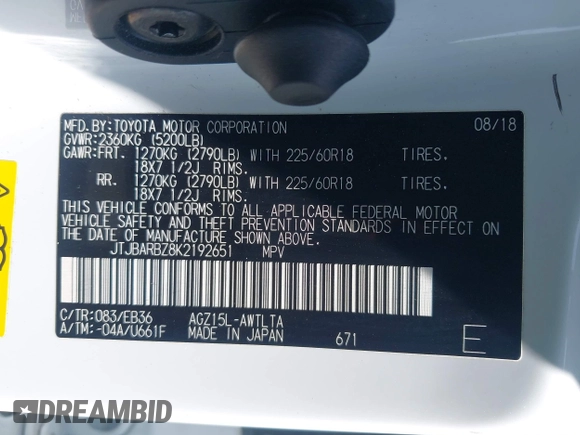 MFD.BY:TOYOTA MOTOR CORPORATION 08/18
GVWR:2360KG (5200LB)
GAWR:FRT. 1270KG (2790LB) WITH 225/60R18 TIRES.
18X7 1/2J RIMS.
RR. 1270KG (2790LB) WITH 225/60R18 TIRES.
18X7 1/2J RIMS.
THIS VEHICLE CONFORMS TO ALL APPLICABLE FEDERAL MOTOR
VEHICLE SAFETY AND THEFT PREVENTION STANDARDS IN EFFECT ON
THE DATE OF MANUFACTURE SHOWN ABOVE.
JTJBARBZ8K2192651 MPV
C/TR:083/EB36 AGZ15L-AWTLTA
A/TM:-04A/U661F MADE IN JAPAN 671 E
DREAMBID